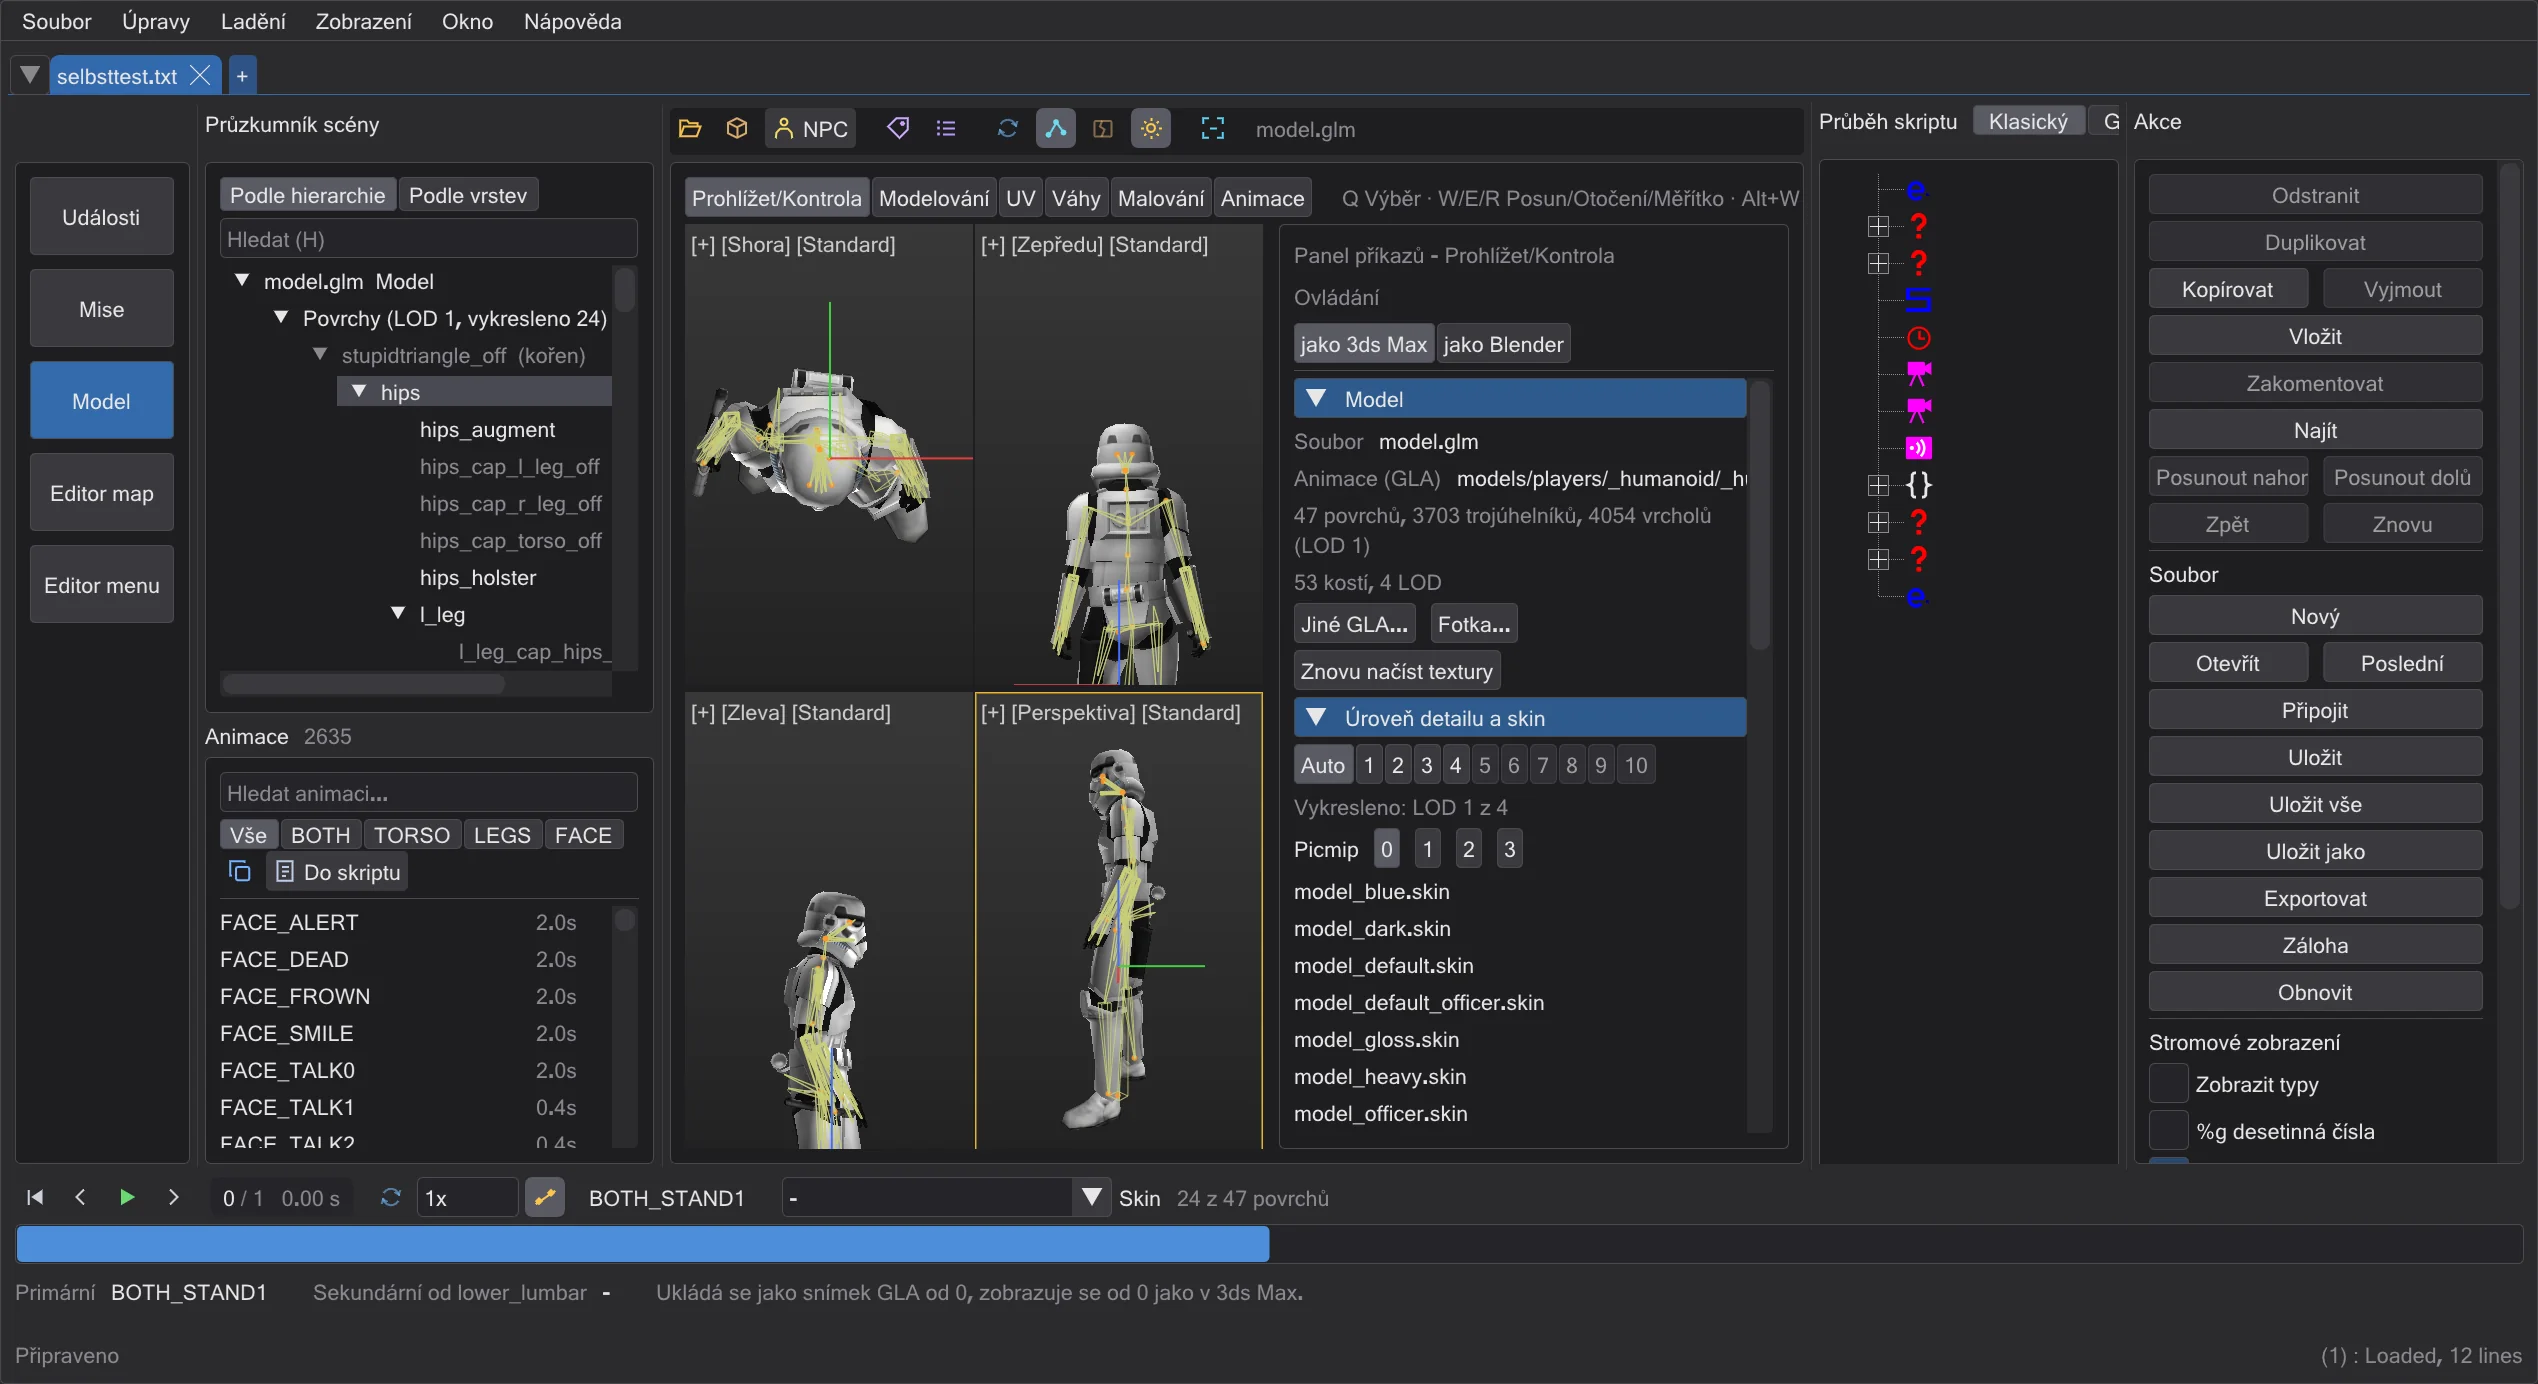 Soubor Úpravy Ladění Zobrazení Okno Nápověda
selbsttest.txt +
Průzkumník scény
NPC model.glm
Průběh skriptu Klasický G
Akce
Události
Mise
Model
Editor map
Editor menu
Podle hierarchie Podle vrstev
Hledat (H)
model.glm Model
Povrchy (LOD 1, vykresleno 24)
stupidtriangle_off (kořen)
hips
hips_augment
hips_cap_l_leg_off
hips_cap_r_leg_off
hips_cap_torso_off
hips_holster
l_leg
l_leg_cap_hips_
Animace 2635
Hledat animaci...
Vše BOTH TORSO LEGS FACE
Do skriptu
FACE_ALERT 2.0s
FACE_DEAD 2.0s
FACE_FROWN 2.0s
FACE_SMILE 2.0s
FACE_TALK0 2.0s
FACE_TALK1 0.4s
FACE_TALK2 0.4s
Prohlížet/Kontrola Modelování UV Váhy Malování Animace Q Výběr · W/E/R Posun/Otočení/Měřítko · Alt+W
[+] [Shora] [Standard]
[+] [Zepředu] [Standard]
[+] [Zleva] [Standard]
[+] [Perspektiva] [Standard]
Panel příkazů - Prohlížet/Kontrola
Ovládání
jako 3ds Max jako Blender
Model
Soubor model.glm
Animace (GLA) models/players/_humanoid/_hu
47 povrchů, 3703 trojúhelníků, 4054 vrcholů
(LOD 1)
53 kostí, 4 LOD
Jiné GLA... Fotka...
Znovu načíst textury
Úroveň detailu a skin
Auto 1 2 3 4 5 6 7 8 9 10
Vykresleno: LOD 1 z 4
Picmip 0 1 2 3
model_blue.skin
model_dark.skin
model_default.skin
model_default_officer.skin
model_gloss.skin
model_heavy.skin
model_officer.skin
e
?
?
S
{}
?
?
e
Odstranit
Duplikovat
Kopírovat Vyjmout
Vložit
Zakomentovat
Najít
Posunout nahor Posunout dolů
Zpět Znovu
Soubor
Nový
Otevřít Poslední
Připojit
Uložit
Uložit vše
Uložit jako
Exportovat
Záloha
Obnovit
Stromové zobrazení
Zobrazit typy
%g desetinná čísla
0 / 1 0.00 s 1x BOTH_STAND1 - Skin 24 z 47 povrchů
Primární BOTH_STAND1 Sekundární od lower_lumbar - Ukládá se jako snímek GLA od 0, zobrazuje se od 0 jako v 3ds Max.
Připraveno (1) : Loaded, 12 lines